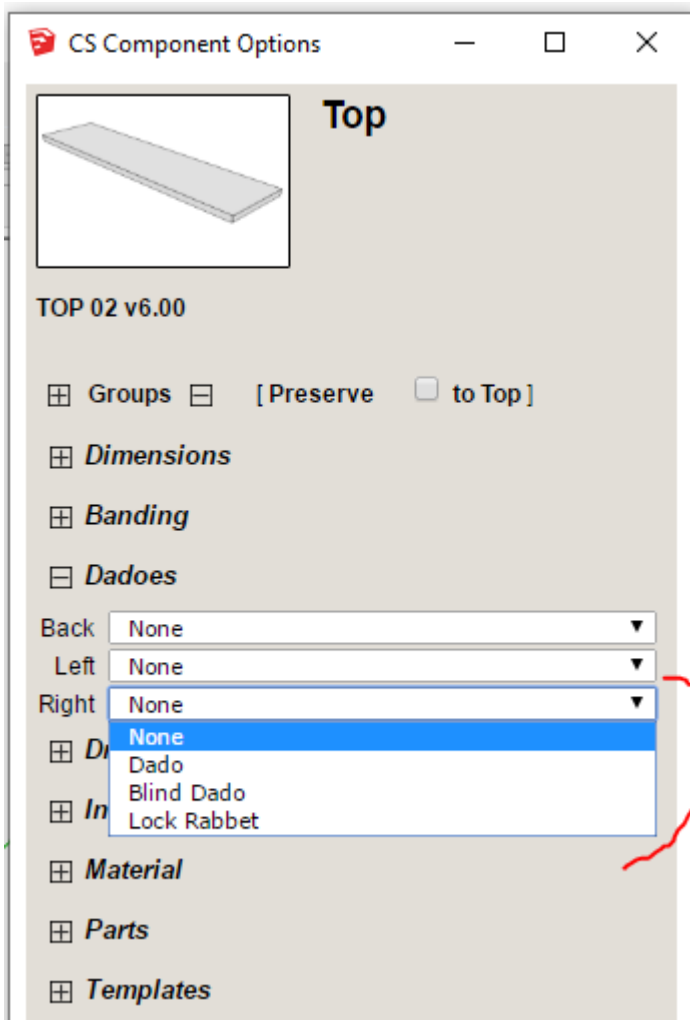 CS Component Options
Top
TOP 02 v6.00
Groups [ Preserve to Top ]
Dimensions
Banding
Dadoes
Back None
Left None
Right None
None
Dado
Blind Dado
Lock Rabbet
Material
Parts
Templates